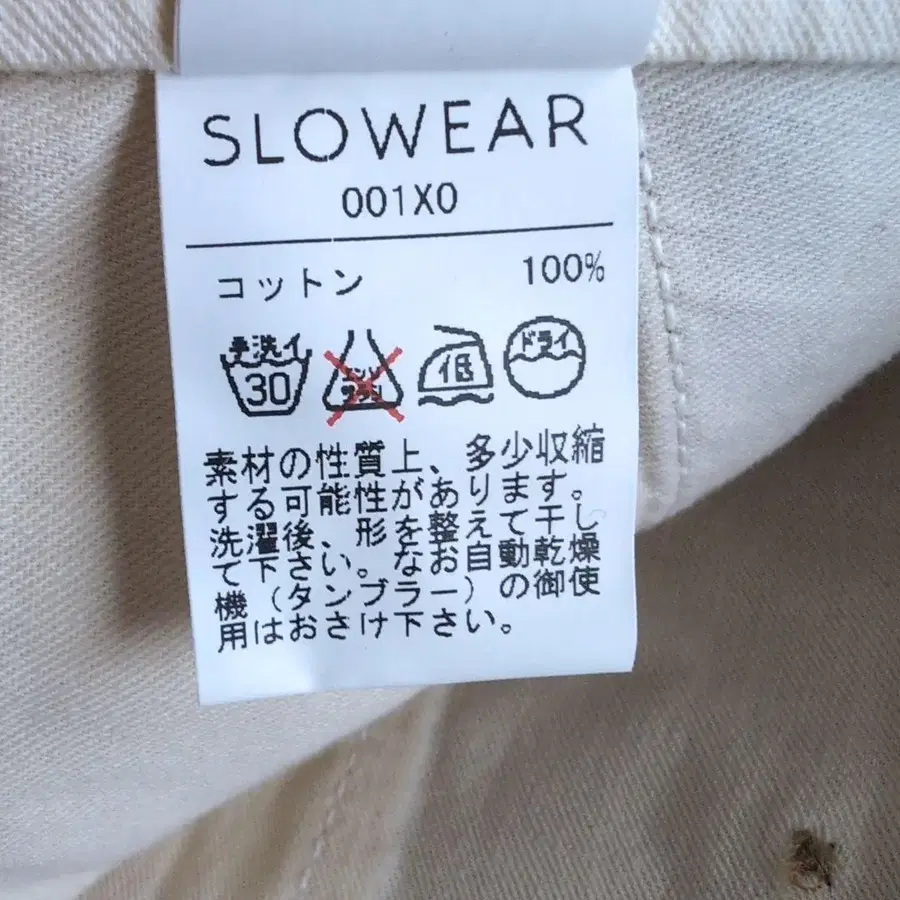 SLOWEAR
001X0
コットン 100%
手洗イ 30
エンソサラシ
低
ドライ
素材の性質上、多少収縮
する可能性があります。
洗濯後、形を整えて干し
て下さい。なお自動乾燥
機（タンブラー）の御使
用はおさけ下さい。